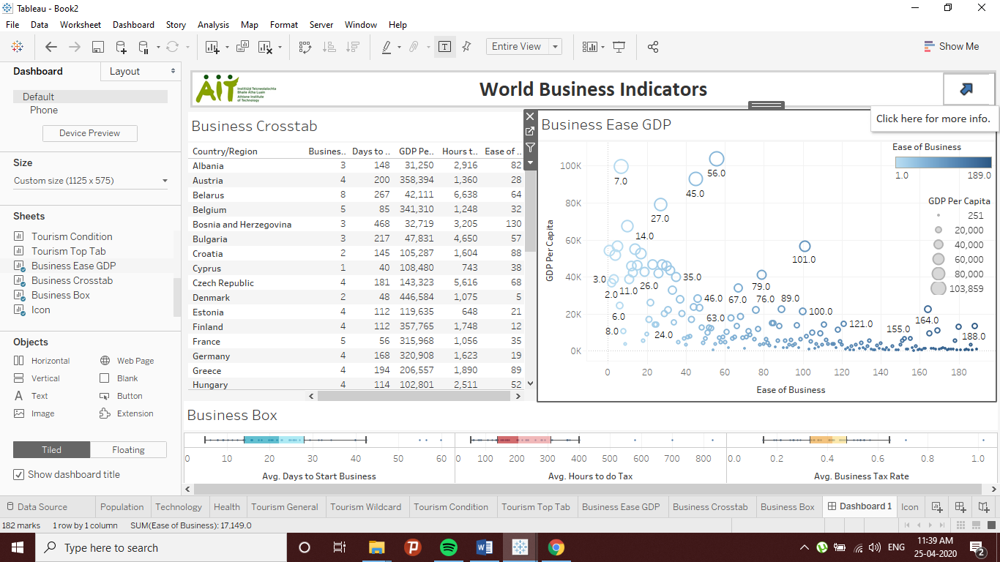 Tableau - Book2
File Data Worksheet Dashboard Story Analysis Map Format Server Window Help
Entire View
Show Me
Dashboard Layout
Default
Phone
Device Preview
Size
Custom size (1125 x 575)
Sheets
Tourism Condition
Tourism Top Tab
Business Ease GDP
Business Crosstab
Business Box
Icon
Objects
Horizontal Web Page
Vertical Blank
Text Button
Image Extension
Tiled Floating
Show dashboard title
AIT
Institiúid Teicneolaíochta
Bhaile Átha Luain
Athlone Institute
of Technology
World Business Indicators
Click here for more info.
Business Crosstab
Country/Region Busines.. Days to .. GDP Pe.. Hours t.. Ease of ..
Albania 3 148 31,250 2,916 82
Austria 4 200 358,394 1,360 28
Belarus 8 267 42,111 6,638 64
Belgium 5 85 341,310 1,248 32
Bosnia and Herzegovina 3 468 32,719 3,205 130
Bulgaria 3 217 47,831 4,650 57
Croatia 2 145 105,287 1,604 88
Cyprus 1 40 108,480 743 38
Czech Republic 4 181 143,323 5,616 68
Denmark 2 48 446,584 1,075 5
Estonia 4 112 119,635 648 21
Finland 4 112 357,765 1,748 12
France 5 56 315,968 1,056 35
Germany 4 168 320,908 1,623 19
Greece 4 194 206,557 1,890 89
Hungary 4 114 102,801 2,511 52
Business Ease GDP
GDP Per Capita
100K
80K
60K
40K
20K
0K
7.0
56.0
45.0
27.0
14.0
101.0
3.0
26.0
35.0
79.0
2.0
11.0
46.0
67.0
76.0
89.0
6.0
63.0
100.0
8.0
24.0
121.0
155.0
164.0
188.0
0 20 40 60 80 100 120 140 160 180
Ease of Business
Ease of Business
1.0 189.0
GDP Per Capita
251
20,000
40,000
60,000
80,000
103,859
Business Box
0 10 20 30 40 50 60
Avg. Days to Start Business
0 100 200 300 400 500 600 700 800
Avg. Hours to do Tax
0.0 0.2 0.4 0.6 0.8 1.0
Avg. Business Tax Rate
Data Source Population Technology Health Tourism General Tourism Wildcard Tourism Condition Tourism Top Tab Business Ease GDP Business Crosstab Business Box Dashboard 1 Icon
182 marks 1 row by 1 column SUM(Ease of Business): 17,149.0
Type here to search
ENG
11:39 AM
25-04-2020
2